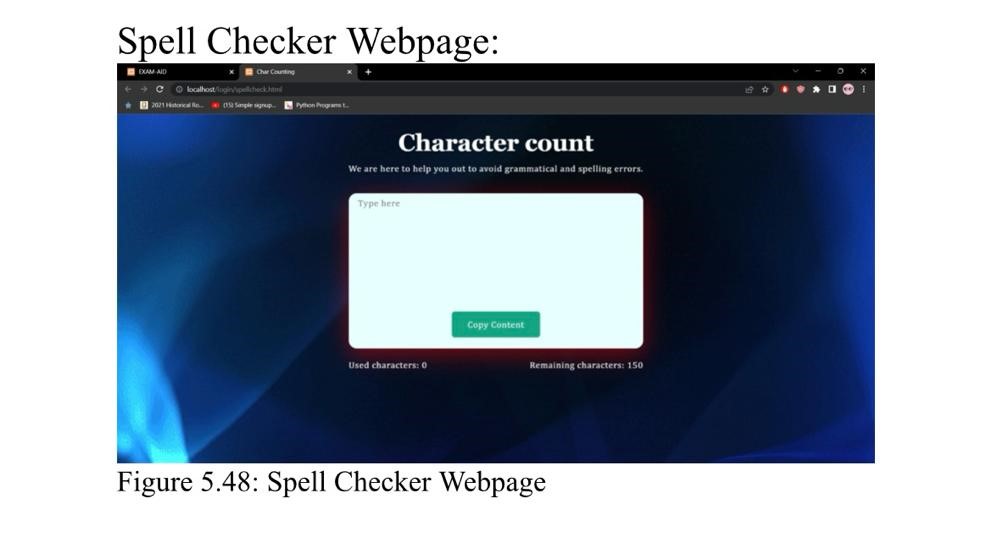 Spell Checker Webpage:
EXAM-AID
Char Counting
localhost/login/spellcheck.html
2021 Historical Ro...
(15) Simple signup...
Python Programs t...
Character count
We are here to help you out to avoid grammatical and spelling errors.
Type here
Copy Content
Used characters: 0 Remaining characters: 150
Figure 5.48: Spell Checker Webpage